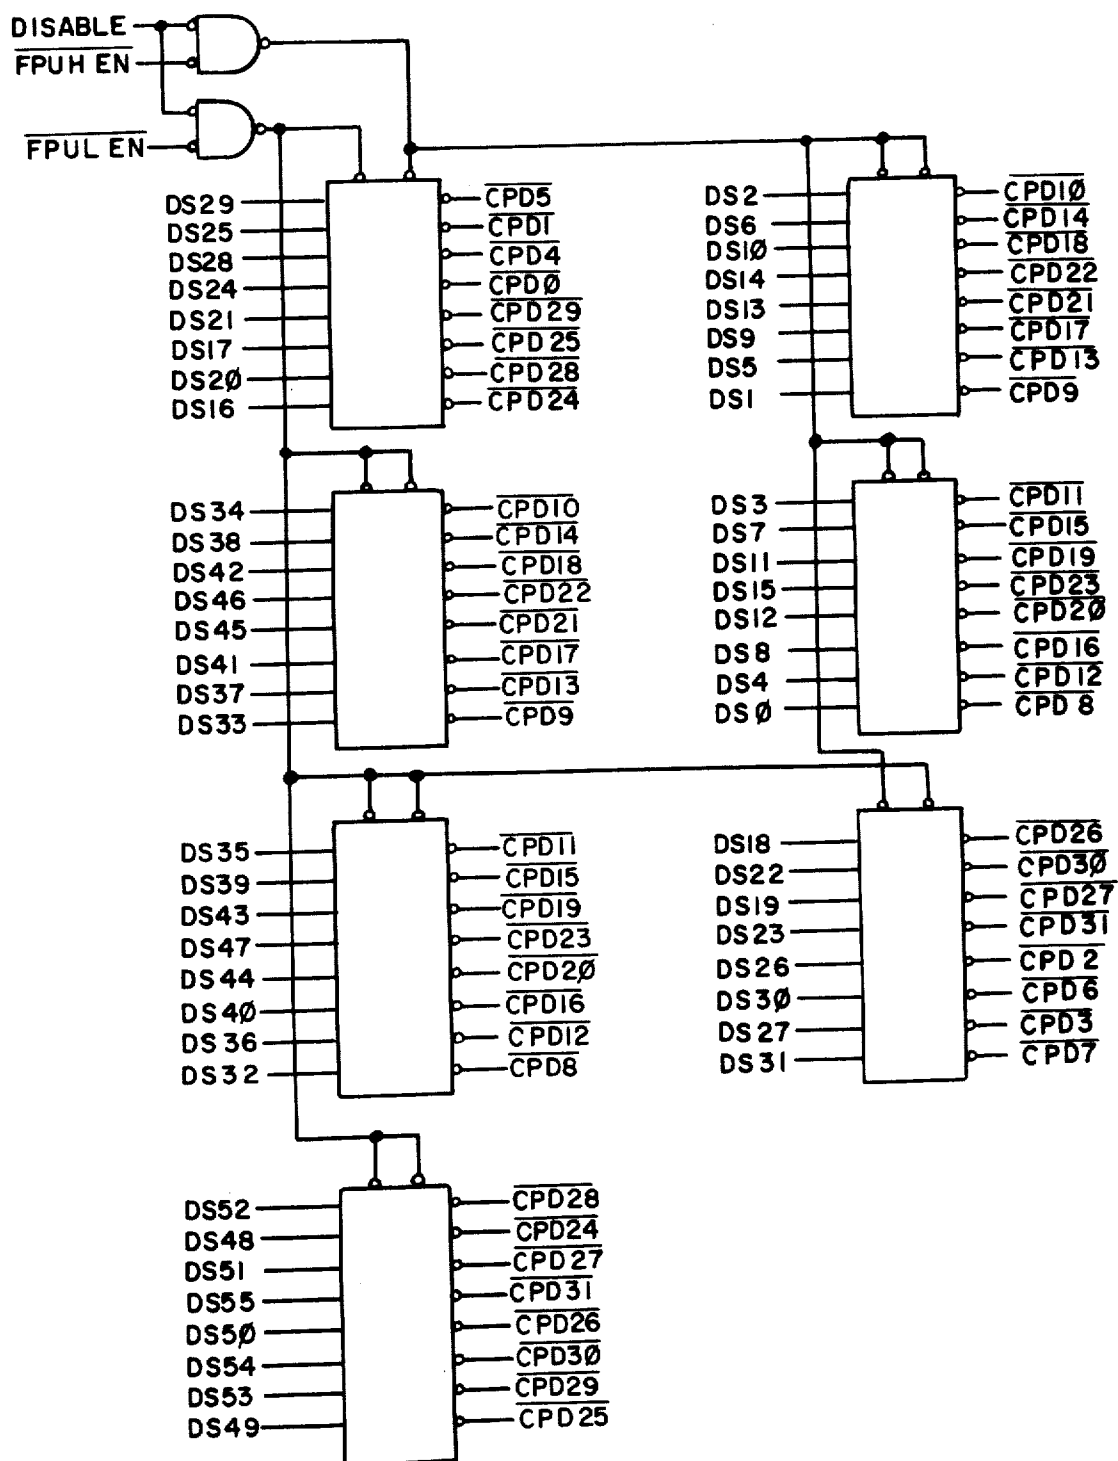 DISABLE
FPUH EN
FPUL EN
DS29
DS25
DS28
DS24
DS21
DS17
DS2Ø
DS16
CPD5
CPD1
CPD4
CPDØ
CPD29
CPD25
CPD28
CPD24
DS2
DS6
DS1Ø
DS14
DS13
DS9
DS5
DS1
CPD1Ø
CPD14
CPD18
CPD22
CPD21
CPD17
CPD13
CPD9
DS34
DS38
DS42
DS46
DS45
DS41
DS37
DS33
CPD10
CPD14
CPD18
CPD22
CPD21
CPD17
CPD13
CPD9
DS3
DS7
DS11
DS15
DS12
DS8
DS4
DSØ
CPD11
CPD15
CPD19
CPD23
CPD2Ø
CPD16
CPD12
CPD 8
DS35
DS39
DS43
DS47
DS44
DS4Ø
DS36
DS32
CPD11
CPD15
CPD19
CPD23
CPD2Ø
CPD16
CPD12
CPD8
DS18
DS22
DS19
DS23
DS26
DS3Ø
DS27
DS31
CPD26
CPD3Ø
CPD27
CPD31
CPD 2
CPD6
CPD3
CPD7
DS52
DS48
DS51
DS55
DS5Ø
DS54
DS53
DS49
CPD28
CPD24
CPD27
CPD31
CPD26
CPD3Ø
CPD29
CPD25